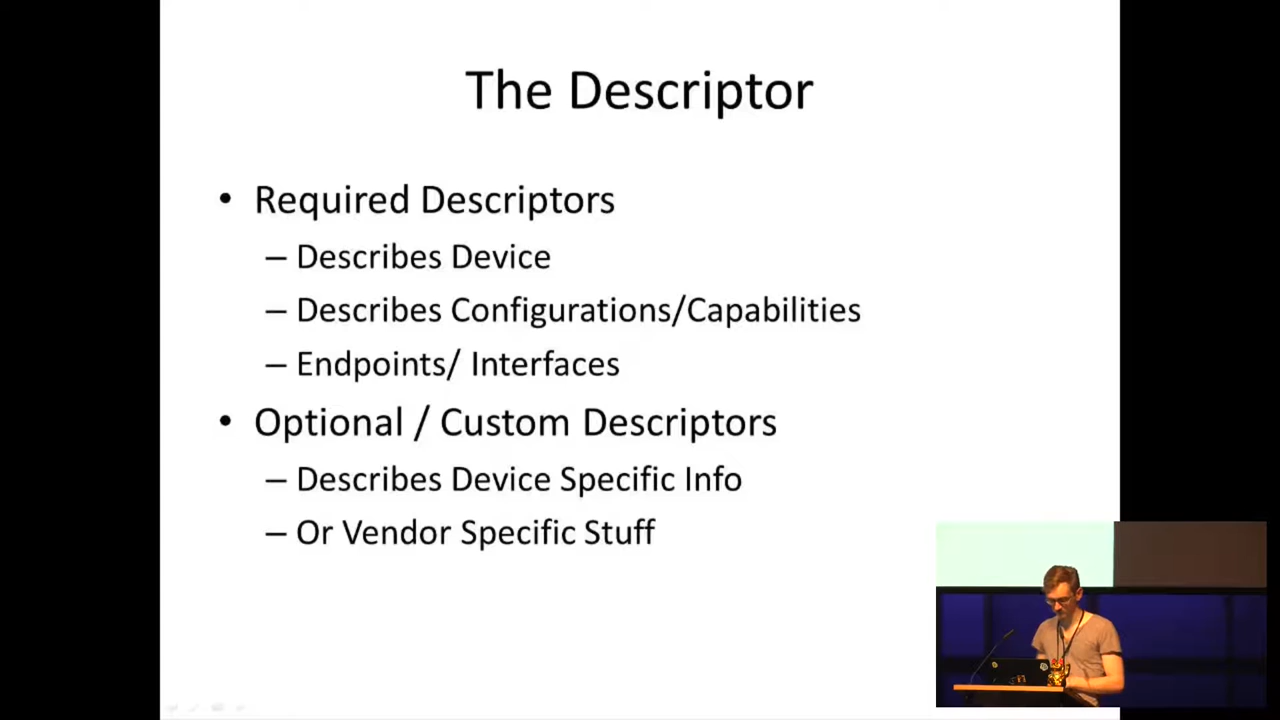 The Descriptor
• Required Descriptors
– Describes Device
– Describes Configurations/Capabilities
– Endpoints/ Interfaces
• Optional / Custom Descriptors
– Describes Device Specific Info
– Or Vendor Specific Stuff